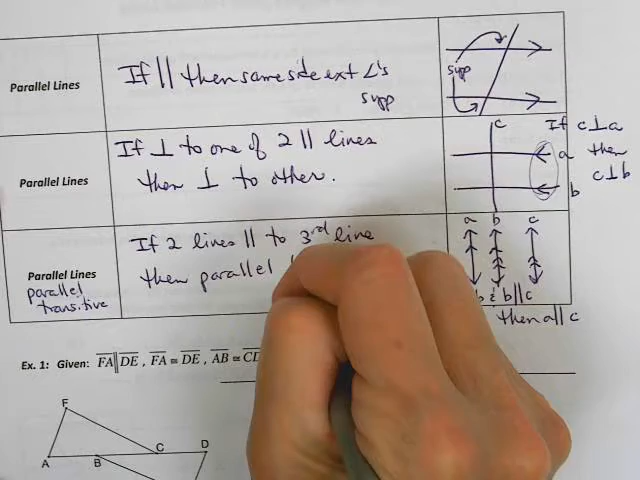 Parallel Lines
If || then same side ext ∠'s
supp
supp
Parallel Lines
If ⊥ to one of 2 || lines
then ⊥ to other.
c
a
b
If c⊥a
then
c⊥b
Parallel Lines
parallel
transitive
If 2 lines || to 3rd line
then parallel
a b c
b & b||c
then a||c
Ex. 1: Given: FA || DE , FA ≅ DE , AB ≅ CD
F
A
B
C
D